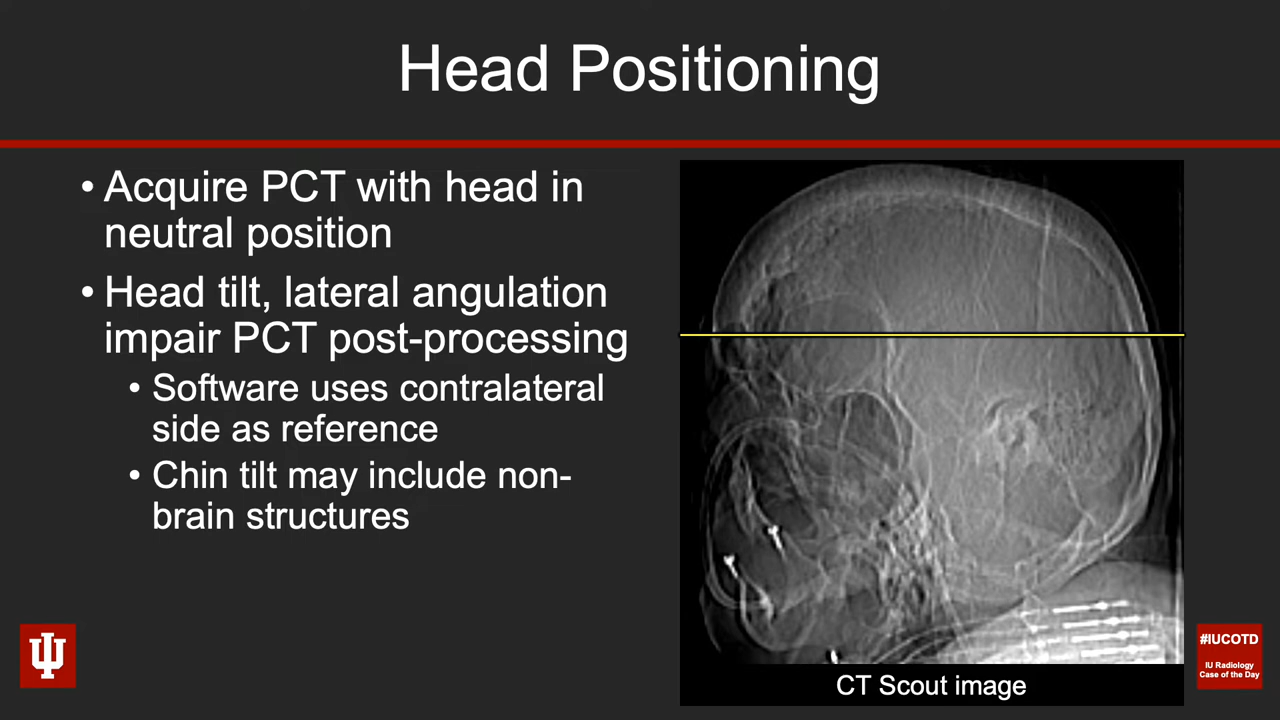 Head Positioning
• Acquire PCT with head in
neutral position
• Head tilt, lateral angulation
impair PCT post-processing
• Software uses contralateral
side as reference
• Chin tilt may include non-
brain structures
CT Scout image
#IUCOTD
IU Radiology
Case of the Day